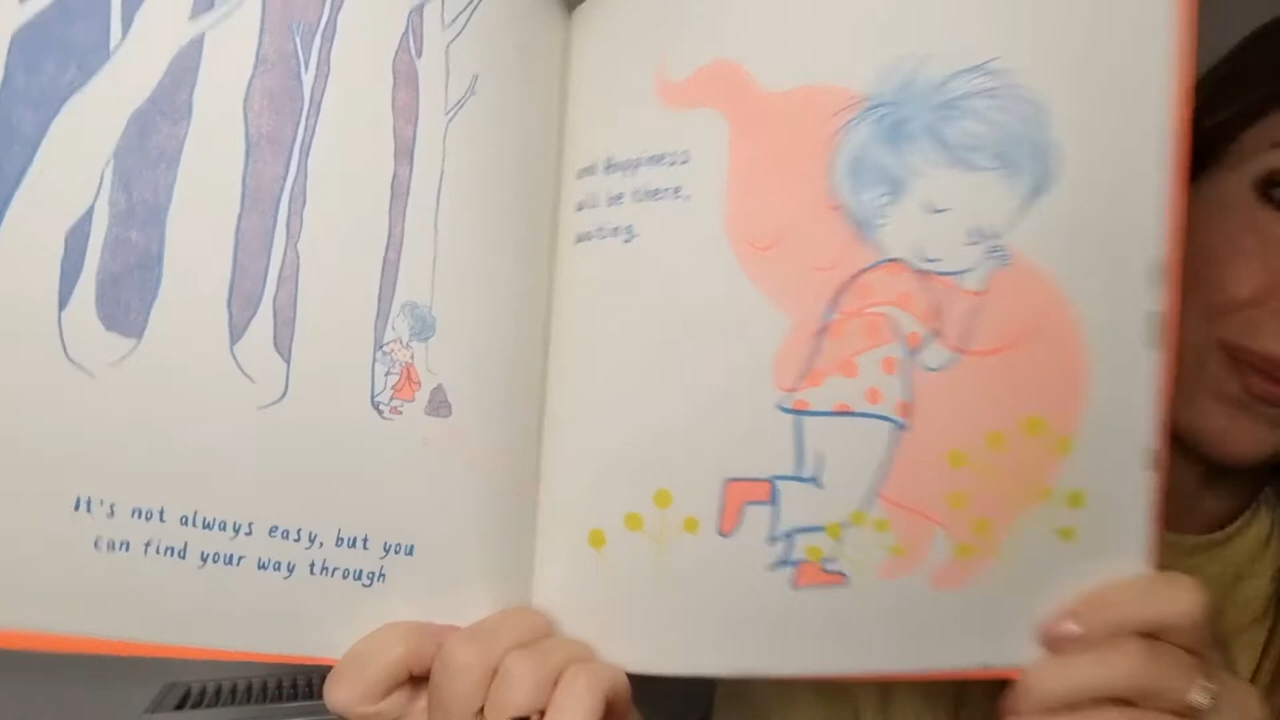 It's not always easy, but you
can find your way through
and Happiness
will be there,
waiting.